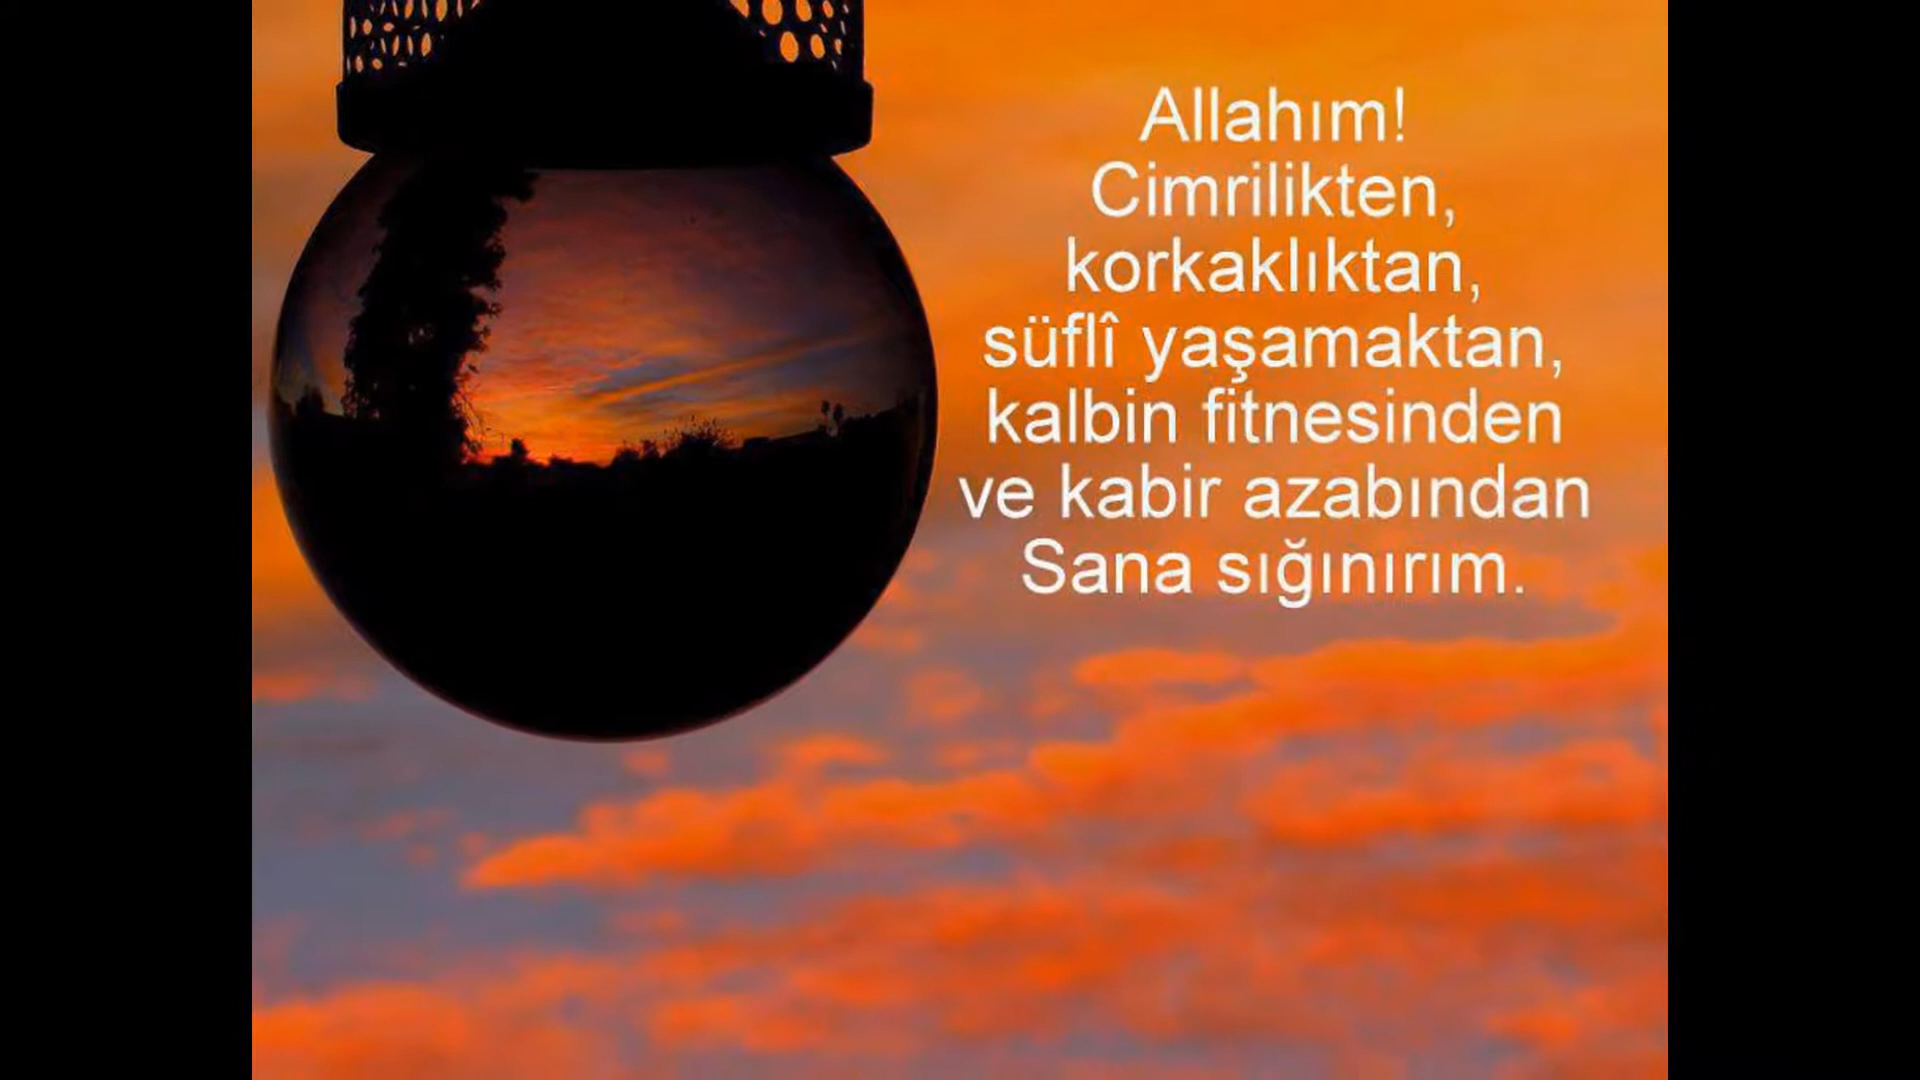 Allahım!
Cimrilikten,
korkaklıktan,
süflî yaşamaktan,
kalbin fitnesinden
ve kabir azabından
Sana sığınırım.